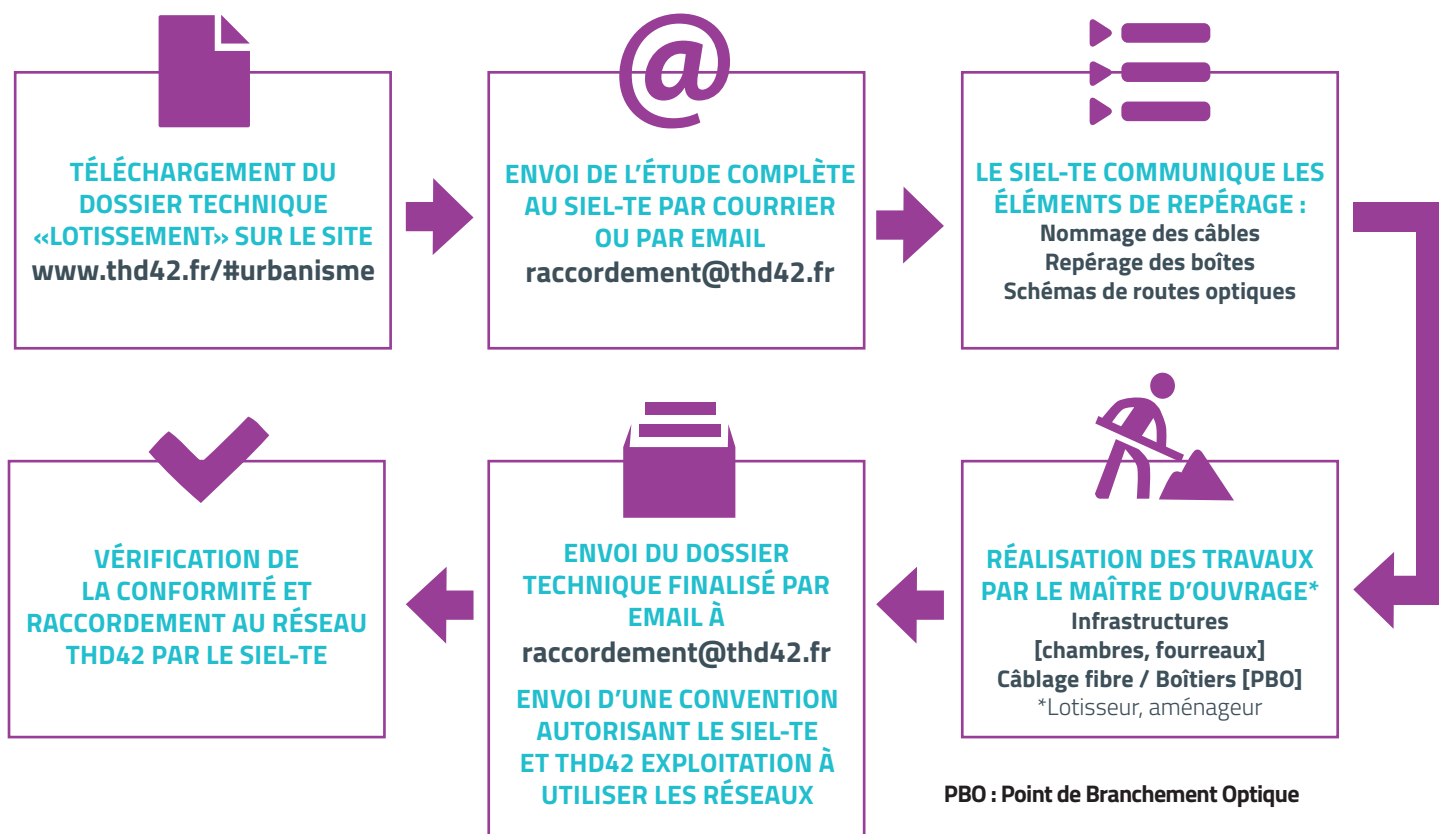 TÉLÉCHARGEMENT DU
DOSSIER TECHNIQUE
«LOTISSEMENT» SUR LE SITE
www.thd42.fr/#urbanisme
@
ENVOI DE L'ÉTUDE COMPLÈTE
AU SIEL-TE PAR COURRIER
OU PAR EMAIL
raccordement@thd42.fr
LE SIEL-TE COMMUNIQUE LES
ÉLÉMENTS DE REPÉRAGE :
Nommage des câbles
Repérage des boîtes
Schémas de routes optiques
RÉALISATION DES TRAVAUX
PAR LE MAÎTRE D'OUVRAGE*
Infrastructures
[chambres, fourreaux]
Câblage fibre / Boîtiers [PBO]
*Lotisseur, aménageur
ENVOI DU DOSSIER
TECHNIQUE FINALISÉ PAR
EMAIL À
raccordement@thd42.fr
ENVOI D'UNE CONVENTION
AUTORISANT LE SIEL-TE
ET THD42 EXPLOITATION À
UTILISER LES RÉSEAUX
VÉRIFICATION DE
LA CONFORMITÉ ET
RACCORDEMENT AU RÉSEAU
THD42 PAR LE SIEL-TE
PBO : Point de Branchement Optique